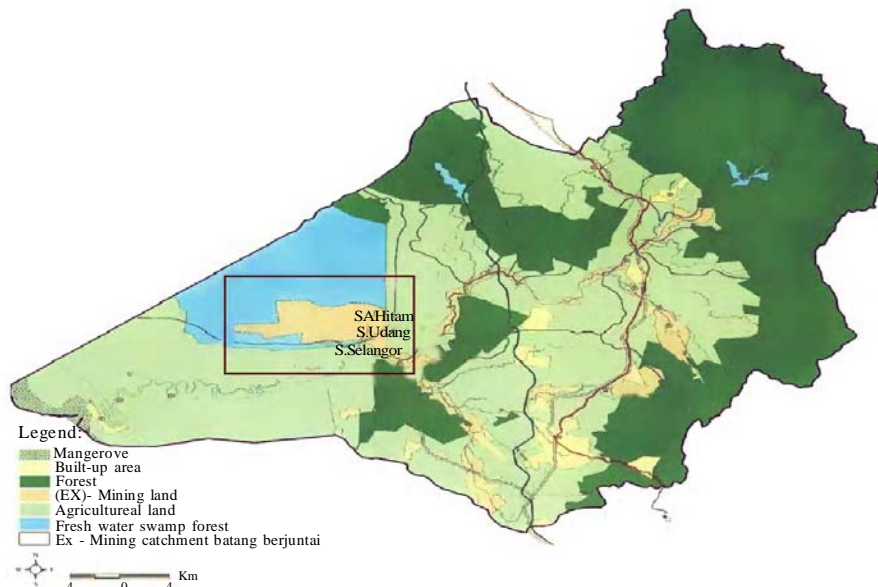 SAHitam
S.Udang
S.Selangor
Legend:
Mangerove
Built-up area
Forest
(EX)- Mining land
Agricultureal land
Fresh water swamp forest
Ex - Mining catchment batang berjuntai
N
W E
S
Km
4 0 4